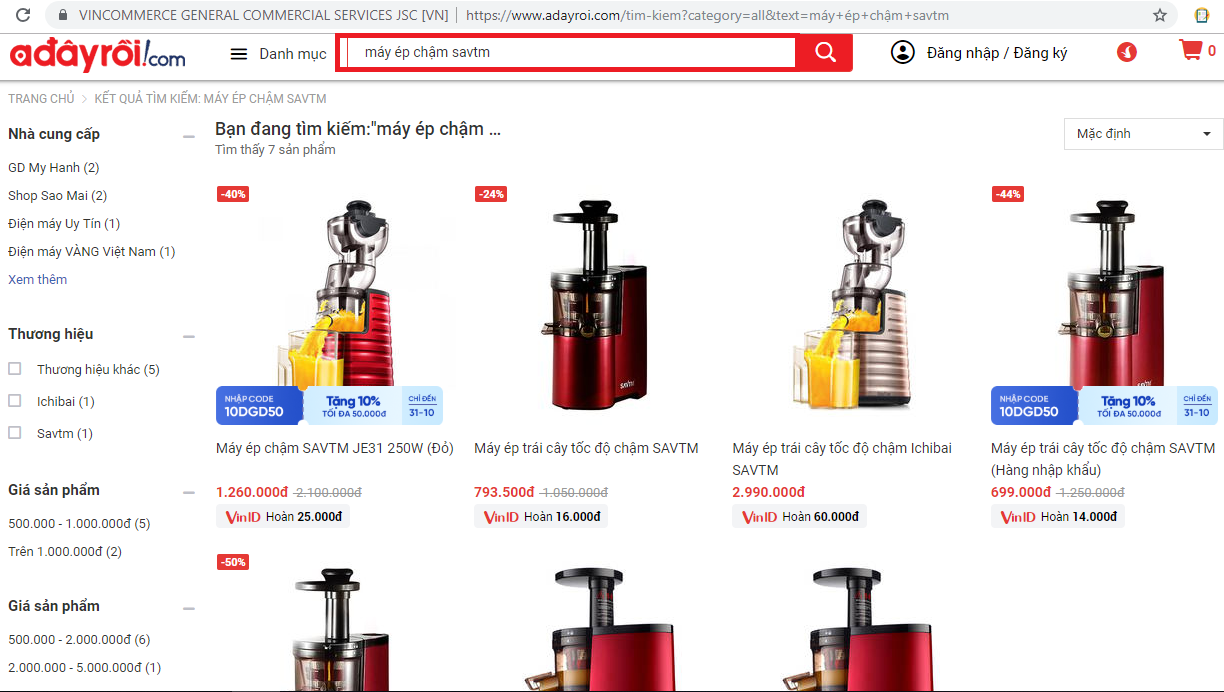 VINCOMMERCE GENERAL COMMERCIAL SERVICES JSC [VN] | https://www.adayroi.com/tim-kiem?category=all&text=máy+ép+chậm+savtm
ađâyrồi!.com
Danh mục
máy ép chậm savtm
Đăng nhập / Đăng ký
0
TRANG CHỦ > KẾT QUẢ TÌM KIẾM: MÁY ÉP CHẬM SAVTM
Nhà cung cấp
GD My Hanh (2)
Shop Sao Mai (2)
Điện máy Uy Tín (1)
Điện máy VÀNG Việt Nam (1)
Xem thêm
Thương hiệu
Thương hiệu khác (5)
Ichibai (1)
Savtm (1)
Giá sản phẩm
500.000 - 1.000.000đ (5)
Trên 1.000.000đ (2)
Giá sản phẩm
500.000 - 2.000.000đ (6)
2.000.000 - 5.000.000đ (1)
Bạn đang tìm kiếm:"máy ép chậm ...
Tìm thấy 7 sản phẩm
Mặc định
-40%
NHẬP CODE
10DGD50
Tặng 10%
TỐI ĐA 50.000đ
CHỈ ĐẾN
31-10
Máy ép chậm SAVTM JE31 250W (Đỏ)
1.260.000đ -2.100.000đ
VinID Hoàn 25.000đ
-24%
SAVTM
Máy ép trái cây tốc độ chậm SAVTM
793.500đ -1.050.000đ
VinID Hoàn 16.000đ
Máy ép trái cây tốc độ chậm Ichibai
SAVTM
2.990.000đ
VinID Hoàn 60.000đ
-44%
NHẬP CODE
10DGD50
Tặng 10%
TỐI ĐA 50.000đ
CHỈ ĐẾN
31-10
Máy ép trái cây tốc độ chậm SAVTM
(Hàng nhập khẩu)
699.000đ -1.250.000đ
VinID Hoàn 14.000đ
-50%